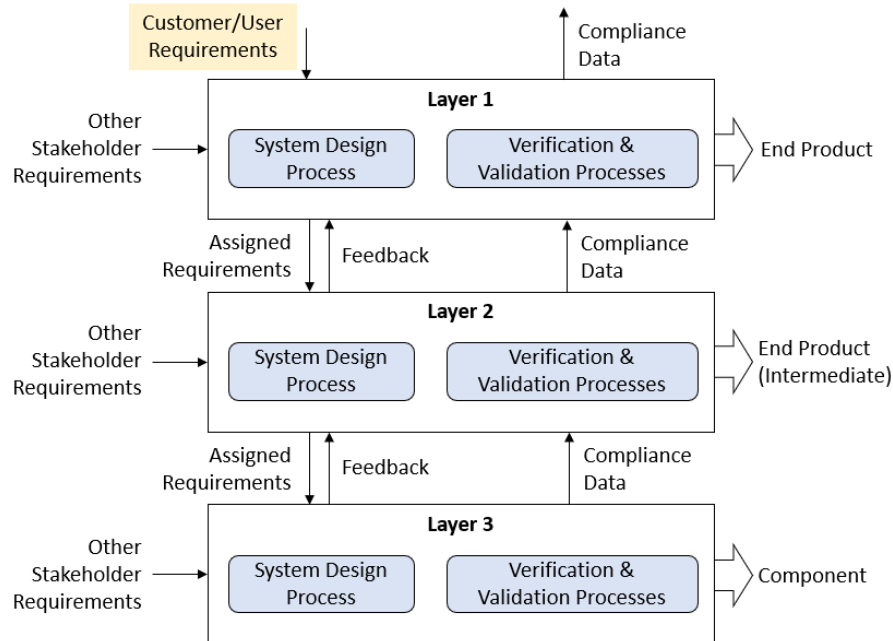 Customer/User
Requirements
Compliance
Data
Layer 1
Other
Stakeholder
Requirements
System Design
Process
Verification &
Validation Processes
End Product
Assigned
Requirements
Feedback
Compliance
Data
Layer 2
Other
Stakeholder
Requirements
System Design
Process
Verification &
Validation Processes
End Product
(Intermediate)
Assigned
Requirements
Feedback
Compliance
Data
Layer 3
Other
Stakeholder
Requirements
System Design
Process
Verification &
Validation Processes
Component